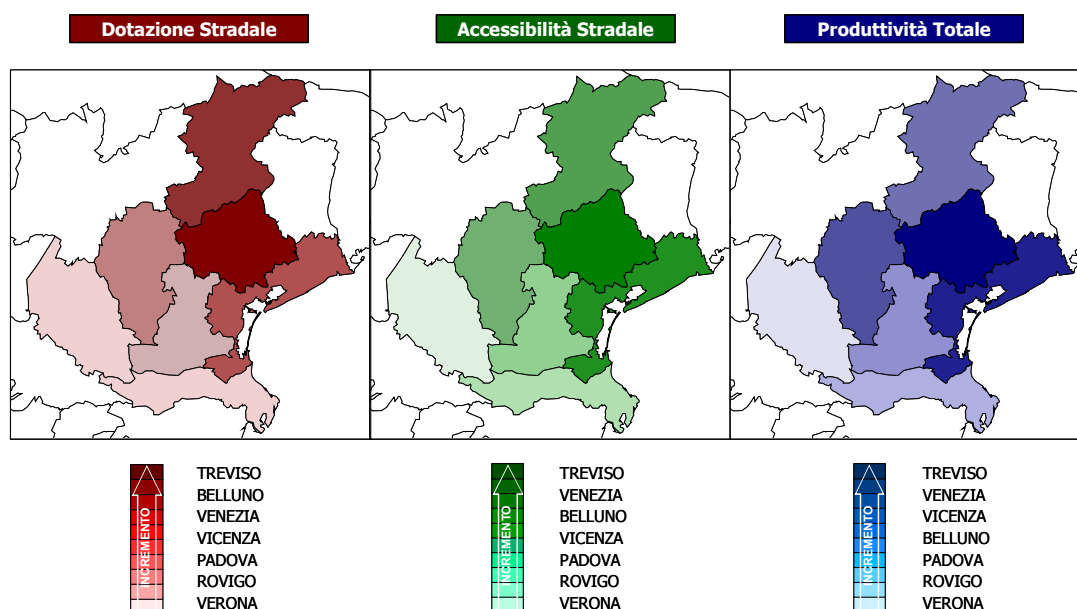 Dotazione Stradale
Accessibilità Stradale
Produttività Totale
INCREMENTO
TREVISO
BELLUNO
VENEZIA
VICENZA
PADOVA
ROVIGO
VERONA
INCREMENTO
TREVISO
VENEZIA
BELLUNO
VICENZA
PADOVA
ROVIGO
VERONA
INCREMENTO
TREVISO
VENEZIA
VICENZA
BELLUNO
PADOVA
ROVIGO
VERONA